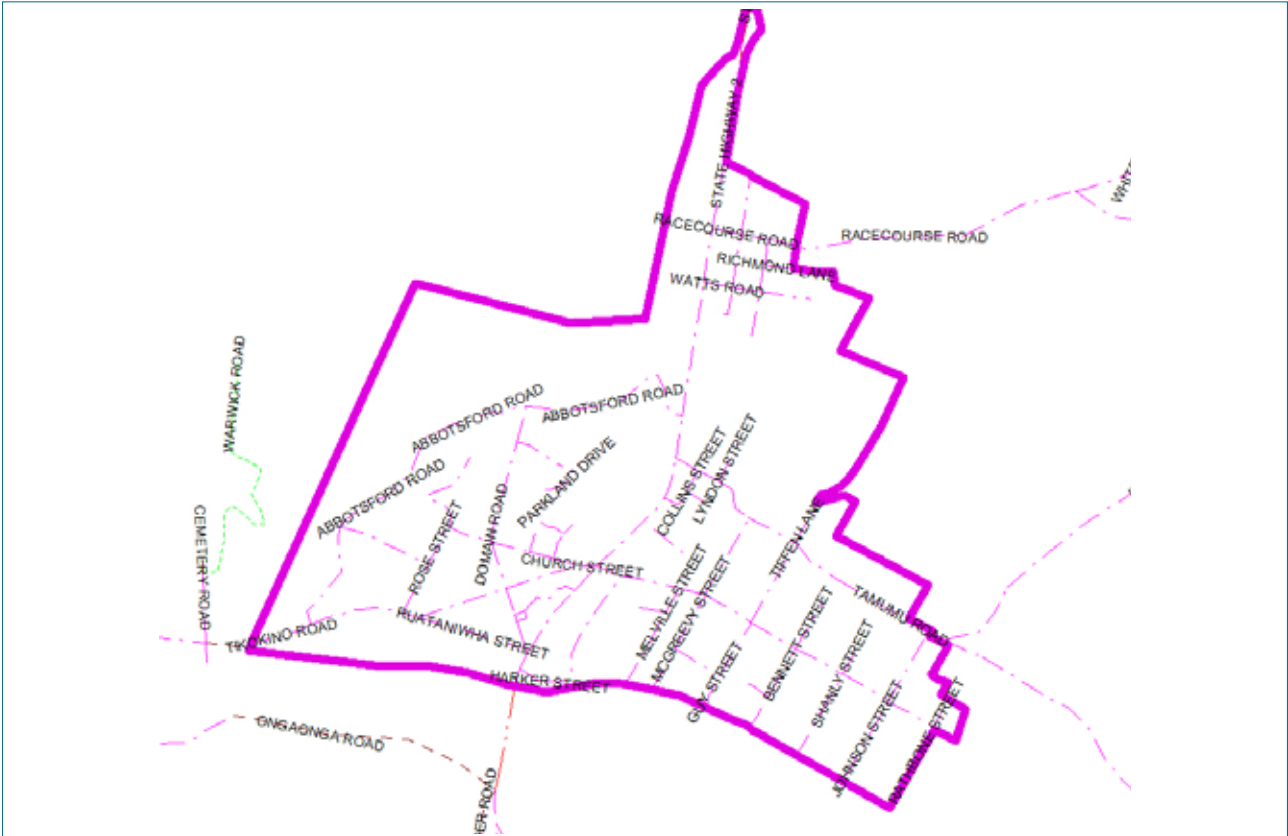 STATE HIGHWAY 2
RACECOURSE ROAD
RACECOURSE ROAD
RICHMOND LANE
WATTS ROAD
WARWICK ROAD
ABBOTSFORD ROAD
ABBOTSFORD ROAD
ABBOTSFORD ROAD
PARKLAND DRIVE
COLLINS STREET
LYNDON STREET
CEMETERY ROAD
ROSE STREET
DOMAIN ROAD
CHURCH STREET
TIFFEN LANE
TAMUMU ROAD
MELVILLE STREET
MCGREEVY STREET
BENNETT STREET
SHANLY STREET
TIKOKINO ROAD
RUATANIWHA STREET
HARKER STREET
GUY STREET
JOHNSON STREET
RATHBONE STREET
ONGAONGA ROAD